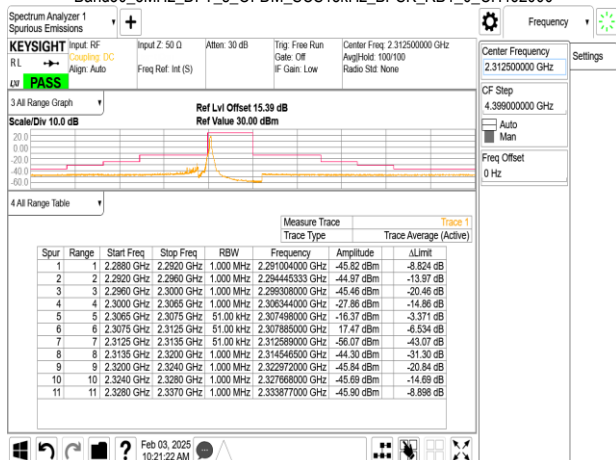 Spectrum Analyzer 1
Spurious Emissions
+
Frequency
KEYSIGHT Input: RF Input Z: 50 Ω Atten: 30 dB Trig: Free Run Center Freq: 2.312500000 GHz
RL Coupling: DC Gate: Off Avg|Hold: 100/100
Align: Auto Freq Ref: Int (S) IF Gain: Low Radio Std: None
PASS
Center Frequency
2.312500000 GHz
Settings
CF Step
4.399000000 GHz
Auto
Man
Freq Offset
0 Hz
3 All Range Graph
Ref Lvl Offset 15.39 dB
Scale/Div 10.0 dB Ref Value 30.00 dBm
20.0
0.00
-20.0
-40.0
-60.0
4 All Range Table
Measure Trace Trace 1
Trace Type Trace Average (Active)
Spur Range Start Freq Stop Freq RBW Frequency Amplitude ΔLimit
1 1 2.2880 GHz 2.2920 GHz 1.000 MHz 2.291004000 GHz -45.82 dBm -8.824 dB
2 2 2.2920 GHz 2.2960 GHz 1.000 MHz 2.294445333 GHz -44.97 dBm -13.97 dB
3 3 2.2960 GHz 2.3000 GHz 1.000 MHz 2.299308000 GHz -45.46 dBm -20.46 dB
4 4 2.3000 GHz 2.3065 GHz 1.000 MHz 2.306344000 GHz -27.86 dBm -14.86 dB
5 5 2.3065 GHz 2.3075 GHz 51.00 kHz 2.307498000 GHz -16.37 dBm -3.371 dB
6 6 2.3075 GHz 2.3125 GHz 51.00 kHz 2.307885000 GHz 17.47 dBm -6.534 dB
7 7 2.3125 GHz 2.3135 GHz 51.00 kHz 2.312589000 GHz -56.07 dBm -43.07 dB
8 8 2.3135 GHz 2.3200 GHz 1.000 MHz 2.314546500 GHz -44.30 dBm -31.30 dB
9 9 2.3200 GHz 2.3240 GHz 1.000 MHz 2.322972000 GHz -45.84 dBm -20.84 dB
10 10 2.3240 GHz 2.3280 GHz 1.000 MHz 2.327668000 GHz -45.69 dBm -14.69 dB
11 11 2.3280 GHz 2.3370 GHz 1.000 MHz 2.333877000 GHz -45.90 dBm -8.898 dB
? Feb 03, 2025
10:21:22 AM